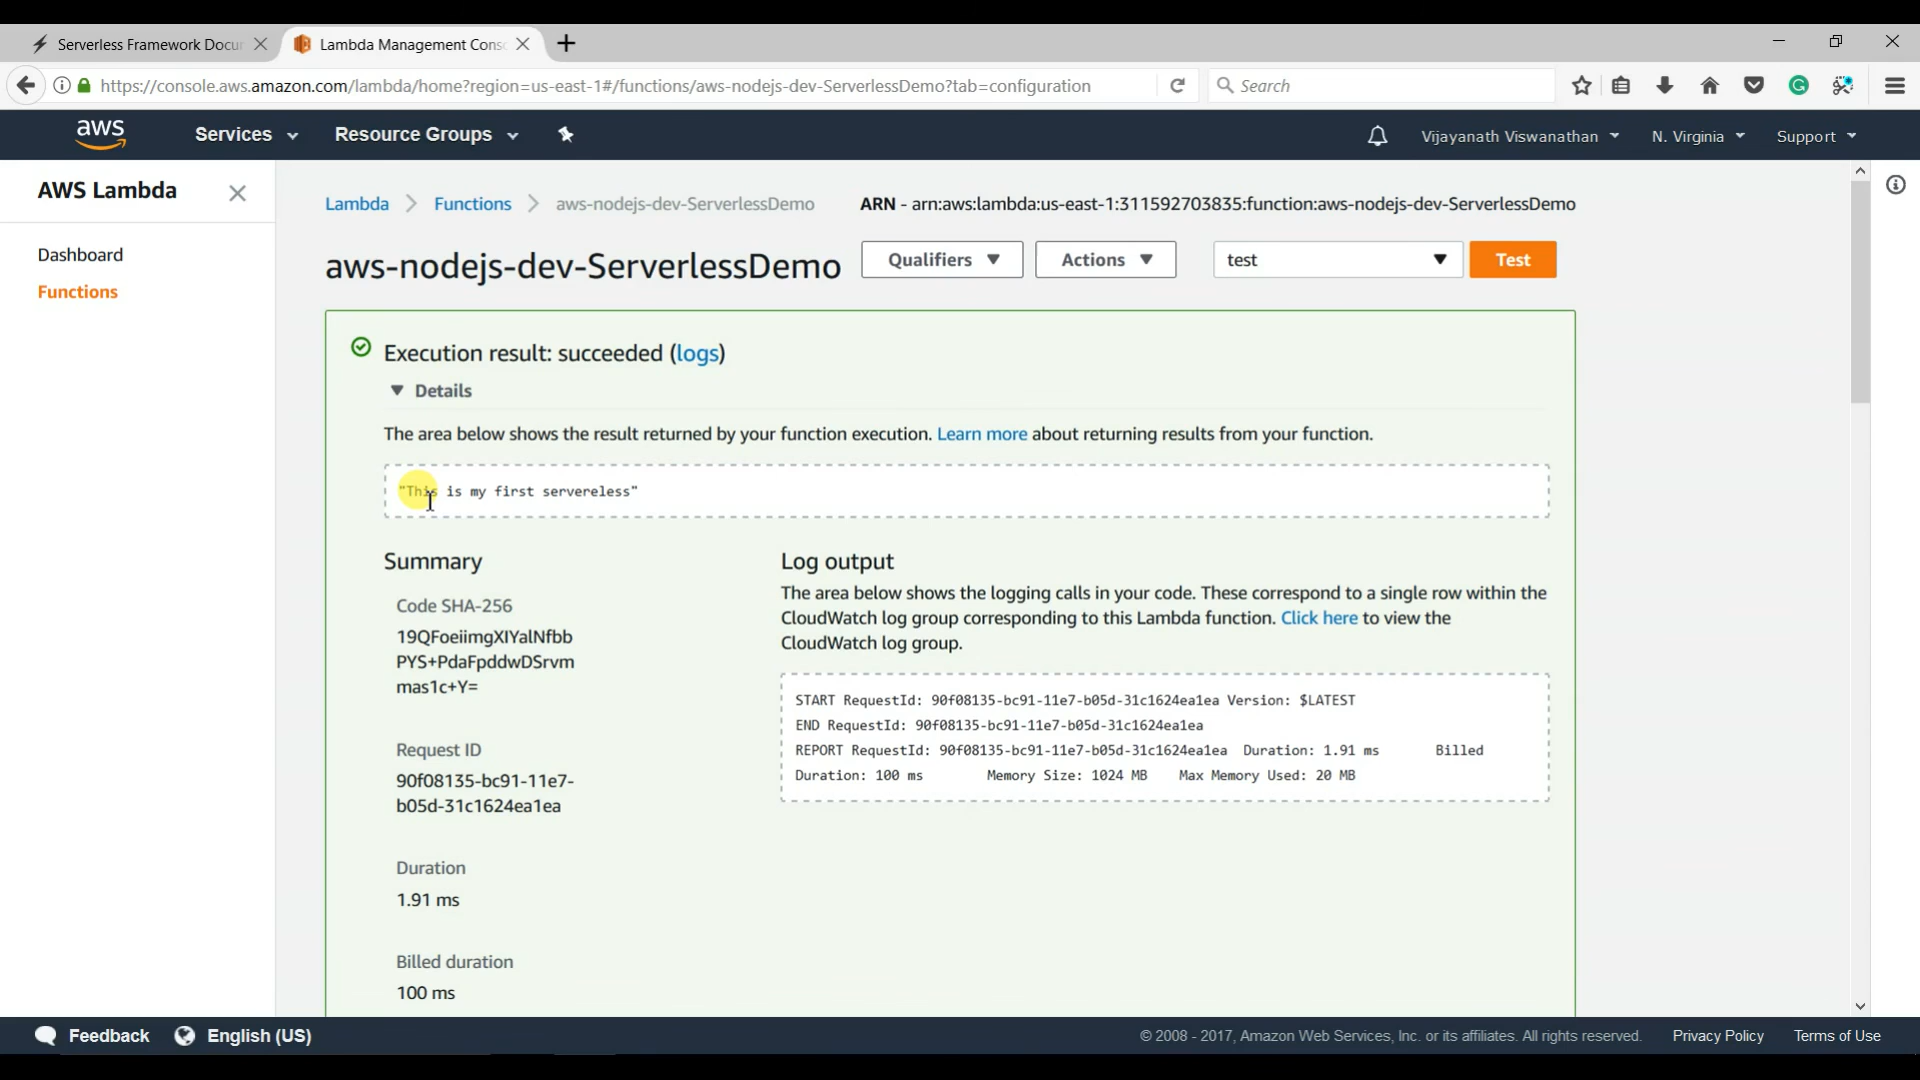 Serverless Framework Docu
Lambda Management Cons
https://console.aws.amazon.com/lambda/home?region=us-east-1#/functions/aws-nodejs-dev-ServerlessDemo?tab=configuration
Search
aws
Services
Resource Groups
Vijayanath Viswanathan
N. Virginia
Support
AWS Lambda
Dashboard
Functions
Lambda
Functions
aws-nodejs-dev-ServerlessDemo
ARN - arn:aws:lambda:us-east-1:311592703835:function:aws-nodejs-dev-ServerlessDemo
aws-nodejs-dev-ServerlessDemo
Qualifiers
Actions
test
Test
Execution result: succeeded (logs)
Details
The area below shows the result returned by your function execution. Learn more about returning results from your function.
"This is my first servereless"
Summary
Code SHA-256
19QFoeiimgXIYalNfbb
PYS+PdaFpddwDSrvm
mas1c+Y=
Request ID
90f08135-bc91-11e7-
b05d-31c1624ea1ea
Duration
1.91 ms
Billed duration
100 ms
Log output
The area below shows the logging calls in your code. These correspond to a single row within the
CloudWatch log group corresponding to this Lambda function. Click here to view the
CloudWatch log group.
START RequestId: 90f08135-bc91-11e7-b05d-31c1624ea1ea Version: $LATEST
END RequestId: 90f08135-bc91-11e7-b05d-31c1624ea1ea
REPORT RequestId: 90f08135-bc91-11e7-b05d-31c1624ea1ea Duration: 1.91 ms Billed
Duration: 100 ms Memory Size: 1024 MB Max Memory Used: 20 MB
Feedback
English (US)
© 2008 - 2017, Amazon Web Services, Inc. or its affiliates. All rights reserved.
Privacy Policy
Terms of Use